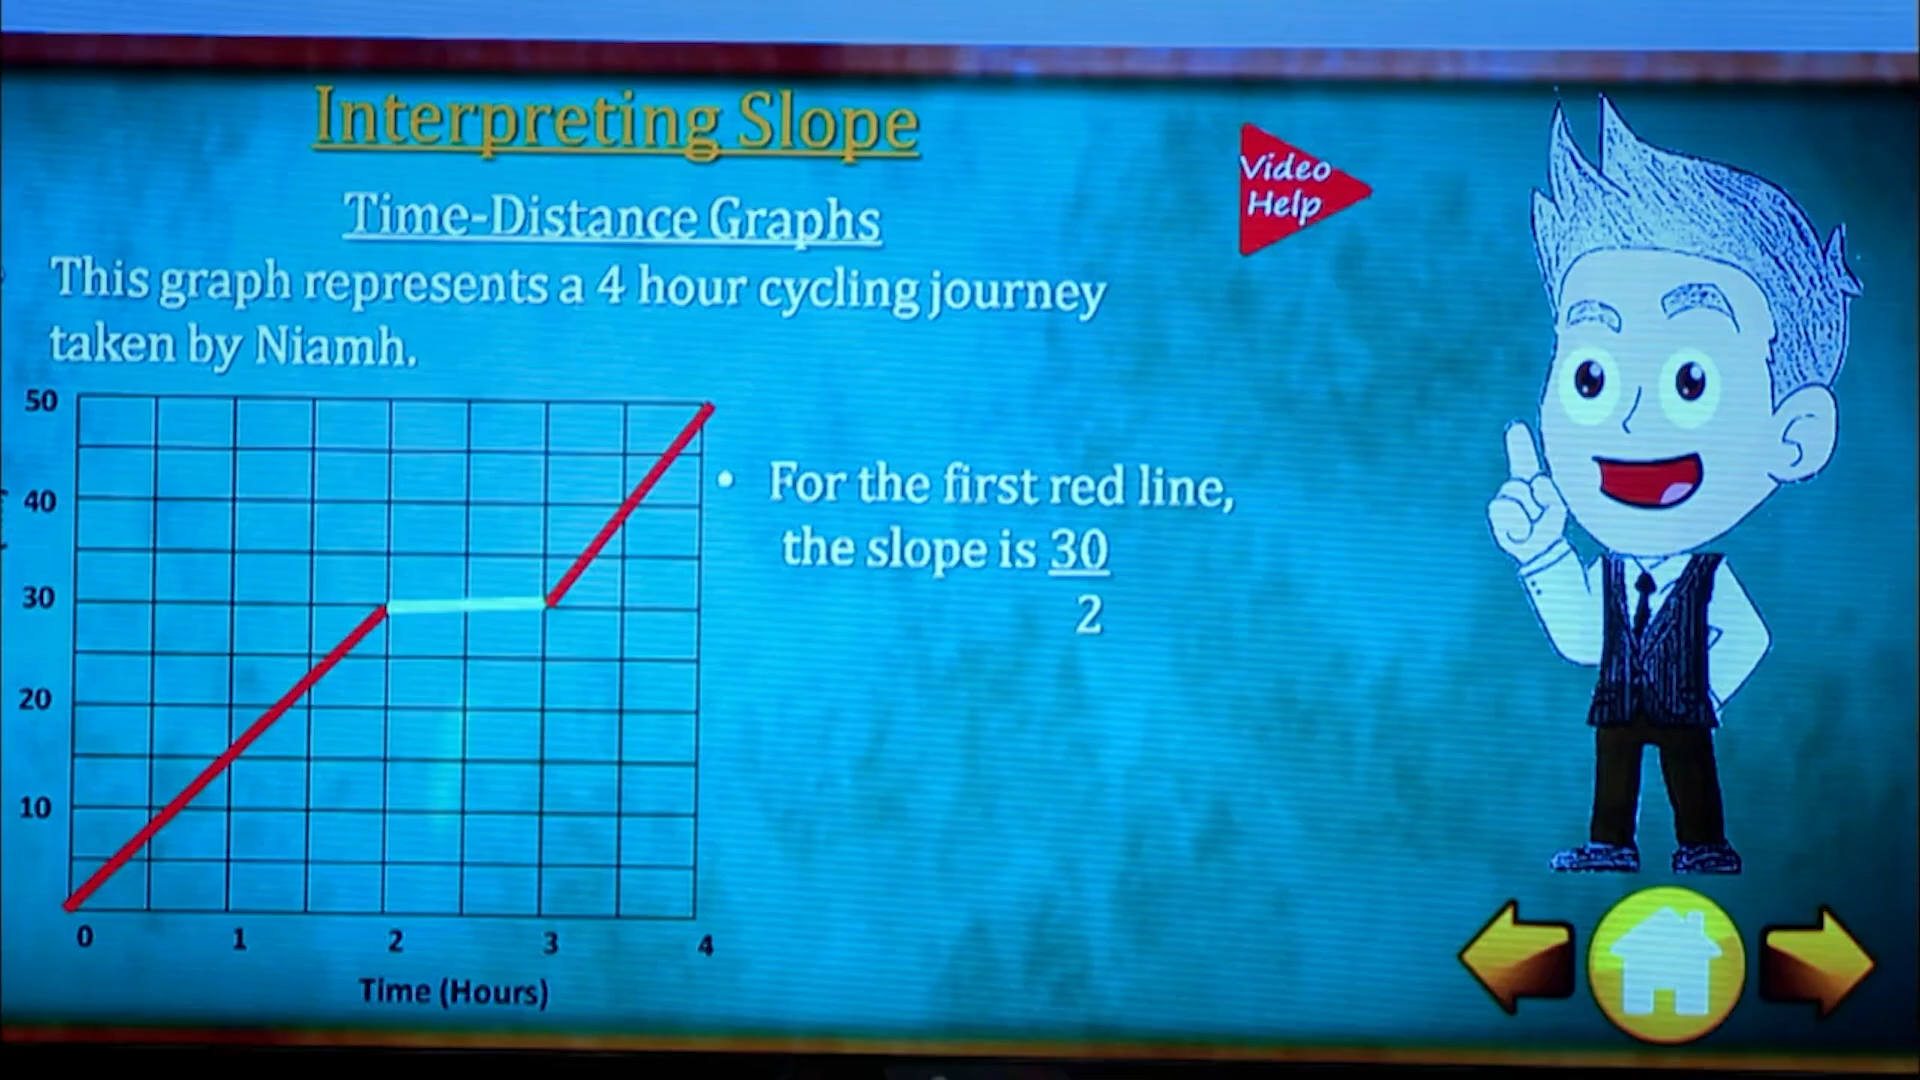 Interpreting Slope
Time-Distance Graphs
Video
Help
This graph represents a 4 hour cycling journey
taken by Niamh.
50
40
30
20
10
0 1 2 3 4
Time (Hours)
• For the first red line,
the slope is 30
2